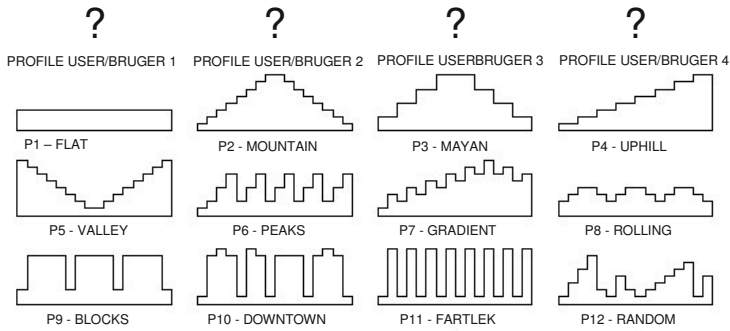 ? ? ? ?
PROFILE USER/BRUGER 1 PROFILE USER/BRUGER 2 PROFILE USERBRUGER 3 PROFILE USER/BRUGER 4
P1 – FLAT P2 - MOUNTAIN P3 - MAYAN P4 - UPHILL
P5 - VALLEY P6 - PEAKS P7 - GRADIENT P8 - ROLLING
P9 - BLOCKS P10 - DOWNTOWN P11 - FARTLEK P12 - RANDOM